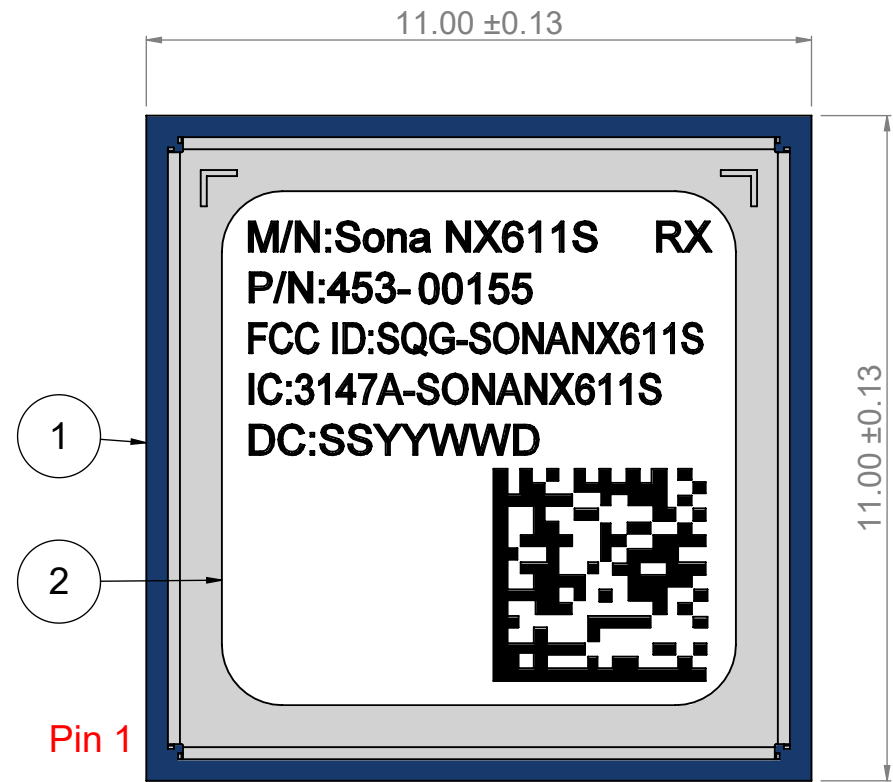 11.00 ±0.13
M/N:Sona NX611S RX
P/N:453-00155
FCC ID:SQG-SONANX611S
IC:3147A-SONANX611S
DC:SSYYWWD
11.00 ±0.13
1
2
Pin 1